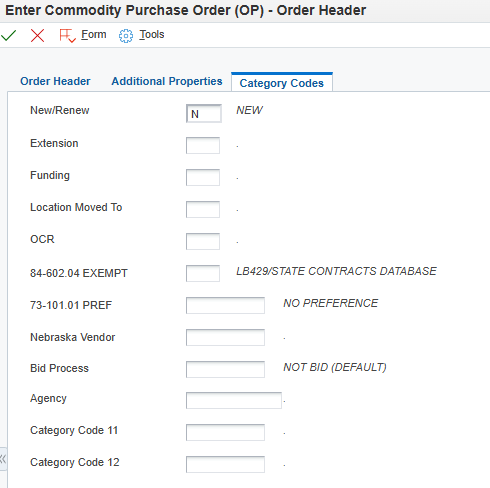 Enter Commodity Purchase Order (OP) - Order Header
Form Tools
Order Header Additional Properties Category Codes
New/Renew N NEW
Extension .
Funding .
Location Moved To .
OCR .
84-602.04 EXEMPT LB429/STATE CONTRACTS DATABASE
73-101.01 PREF NO PREFERENCE
Nebraska Vendor .
Bid Process NOT BID (DEFAULT)
Agency .
Category Code 11 .
Category Code 12 .